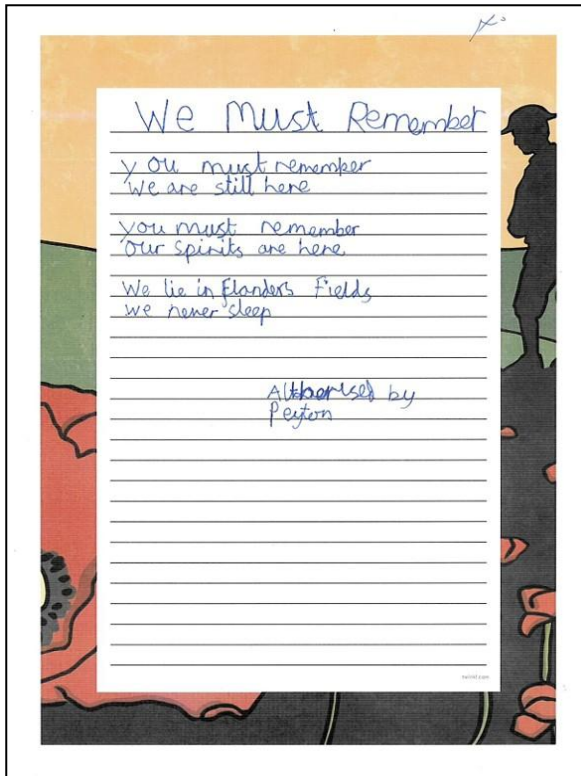 We Must Remember
you must remember
We are still here
you must remember
Our spirits are here
We lie in Flanders Fields
we never sleep
Autherised by
Peyton